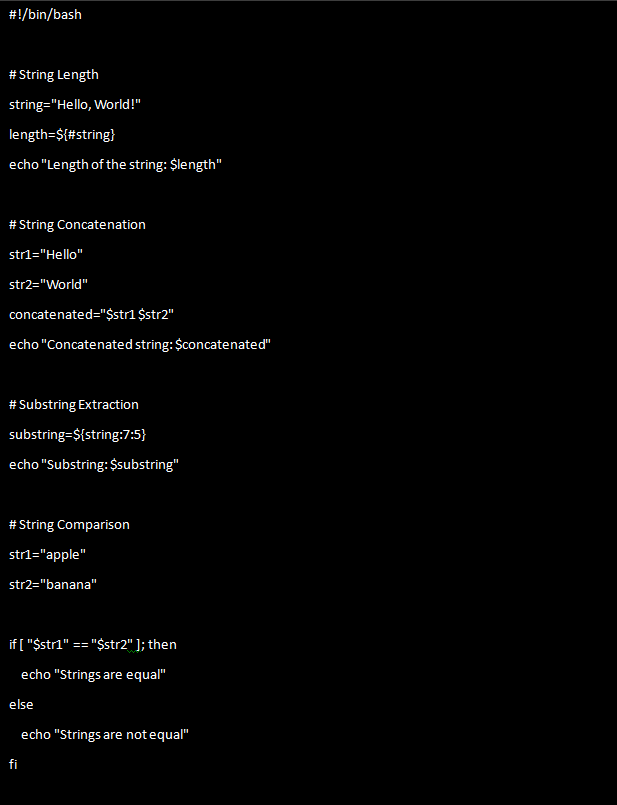 #!/bin/bash
# String Length
string="Hello, World!"
length=${#string}
echo "Length of the string: $length"
# String Concatenation
str1="Hello"
str2="World"
concatenated="$str1 $str2"
echo "Concatenated string: $concatenated"
# Substring Extraction
substring=${string:7:5}
echo "Substring: $substring"
# String Comparison
str1="apple"
str2="banana"
if [ "$str1" == "$str2" ]; then
echo "Strings are equal"
else
echo "Strings are not equal"
fi